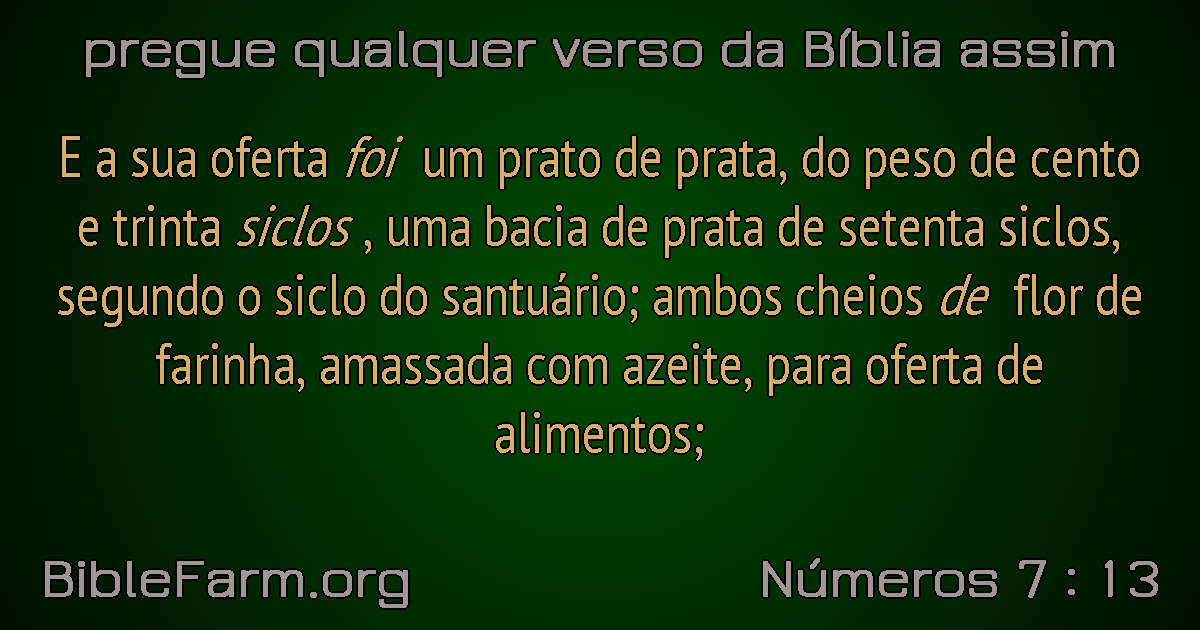 pregue qualquer verso da Bíblia assim
E a sua oferta foi um prato de prata, do peso de cento
e trinta siclos , uma bacia de prata de setenta siclos,
segundo o siclo do santuário; ambos cheios de flor de
farinha, amassada com azeite, para oferta de
alimentos;
BibleFarm.org
Números 7 : 13